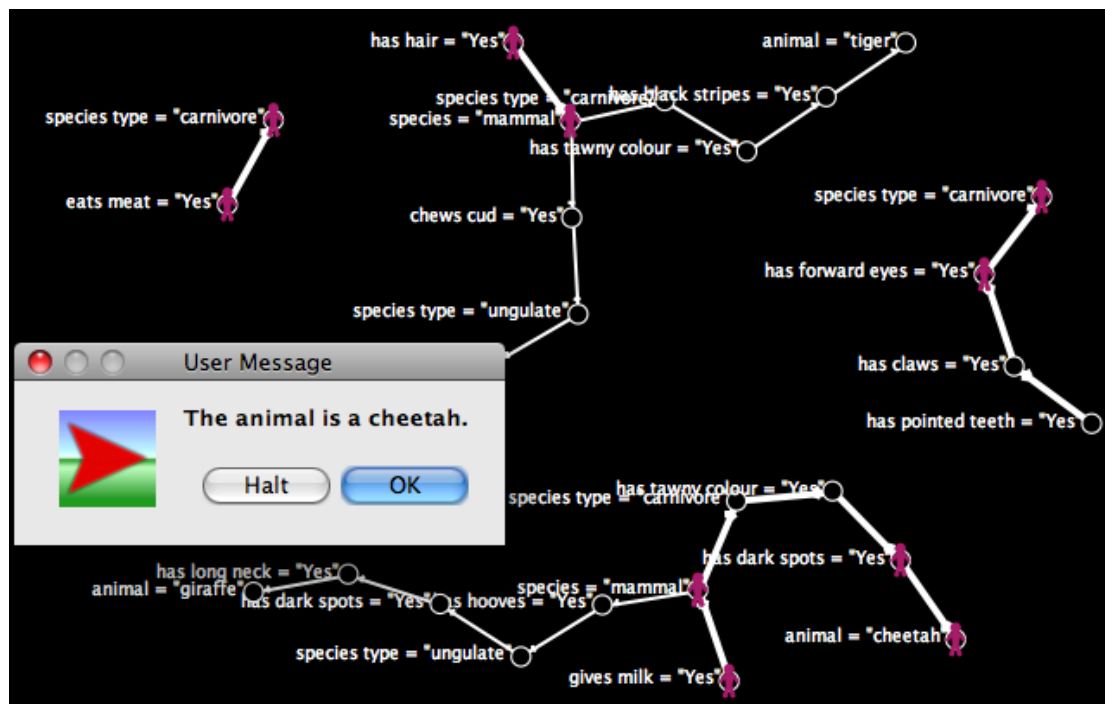 has hair = "Yes"
animal = "tiger"
species type = "carnivore
has black stripes = "Yes"
species type = "carnivore"
species = "mammal"
has tawny colour = "Yes"
eats meat = "Yes"
species type = "carnivore"
chews cud = "Yes"
has forward eyes = "Yes"
species type = "ungulate"
User Message
has claws = "Yes"
The animal is a cheetah.
has pointed teeth = "Yes
Halt
OK
has tawny colour = "Yes"
species type = "carnivore
has dark spots = "Yes"
has long neck = "Yes"
animal = "giraffe"
species = "mammal"
has dark spots = "Yes"
hooves = "Yes"
animal = "cheetah
species type = "ungulate
gives milk = "Yes"